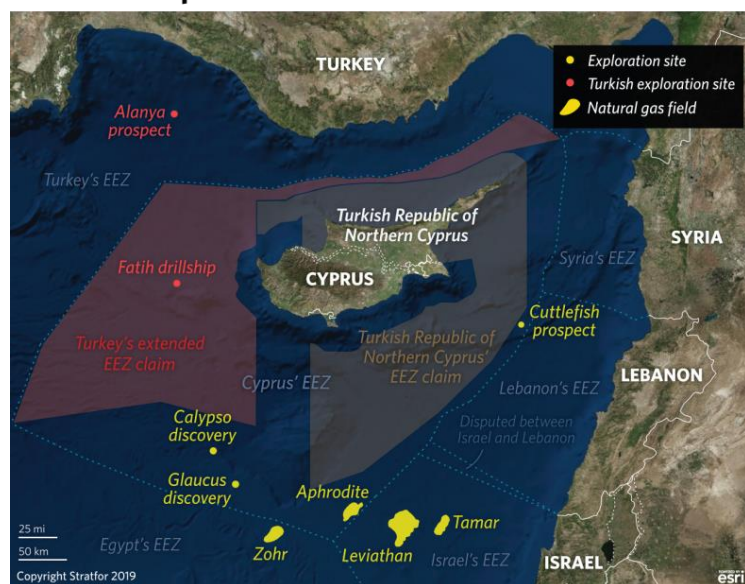 TURKEY
Exploration site
Turkish exploration site
Natural gas field
Alanya
prospect
Turkey's EEZ
Turkish Republic of
Northern Cyprus
SYRIA
Syria's EEZ
Fatih drillship
CYPRUS
Cuttlefish
prospect
Turkey's extended
EEZ claim
Turkish Republic of
Northern Cyprus'
EEZ claim
Cyprus' EEZ
Lebanon's EEZ
LEBANON
Disputed between
Israel and Lebanon
Calypso
discovery
Glaucus
discovery
Aphrodite
Zohr
Leviathan
Tamar
25 mi
50 km
Egypt's EEZ
Israel's EEZ
ISRAEL
Copyright Stratfor 2019
esri